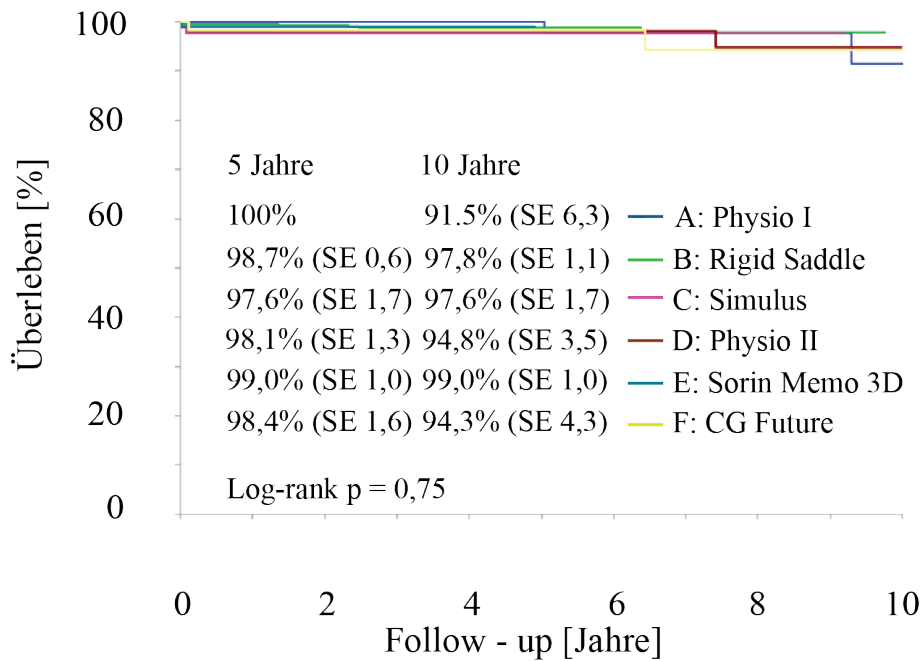 Überleben [%]
100
80
60
40
20
0
5 Jahre 10 Jahre
100% 91.5% (SE 6,3) A: Physio I
98,7% (SE 0,6) 97,8% (SE 1,1) B: Rigid Saddle
97,6% (SE 1,7) 97,6% (SE 1,7) C: Simulus
98,1% (SE 1,3) 94,8% (SE 3,5) D: Physio II
99,0% (SE 1,0) 99,0% (SE 1,0) E: Sorin Memo 3D
98,4% (SE 1,6) 94,3% (SE 4,3) F: CG Future
Log-rank p = 0,75
0 2 4 6 8 10
Follow - up [Jahre]